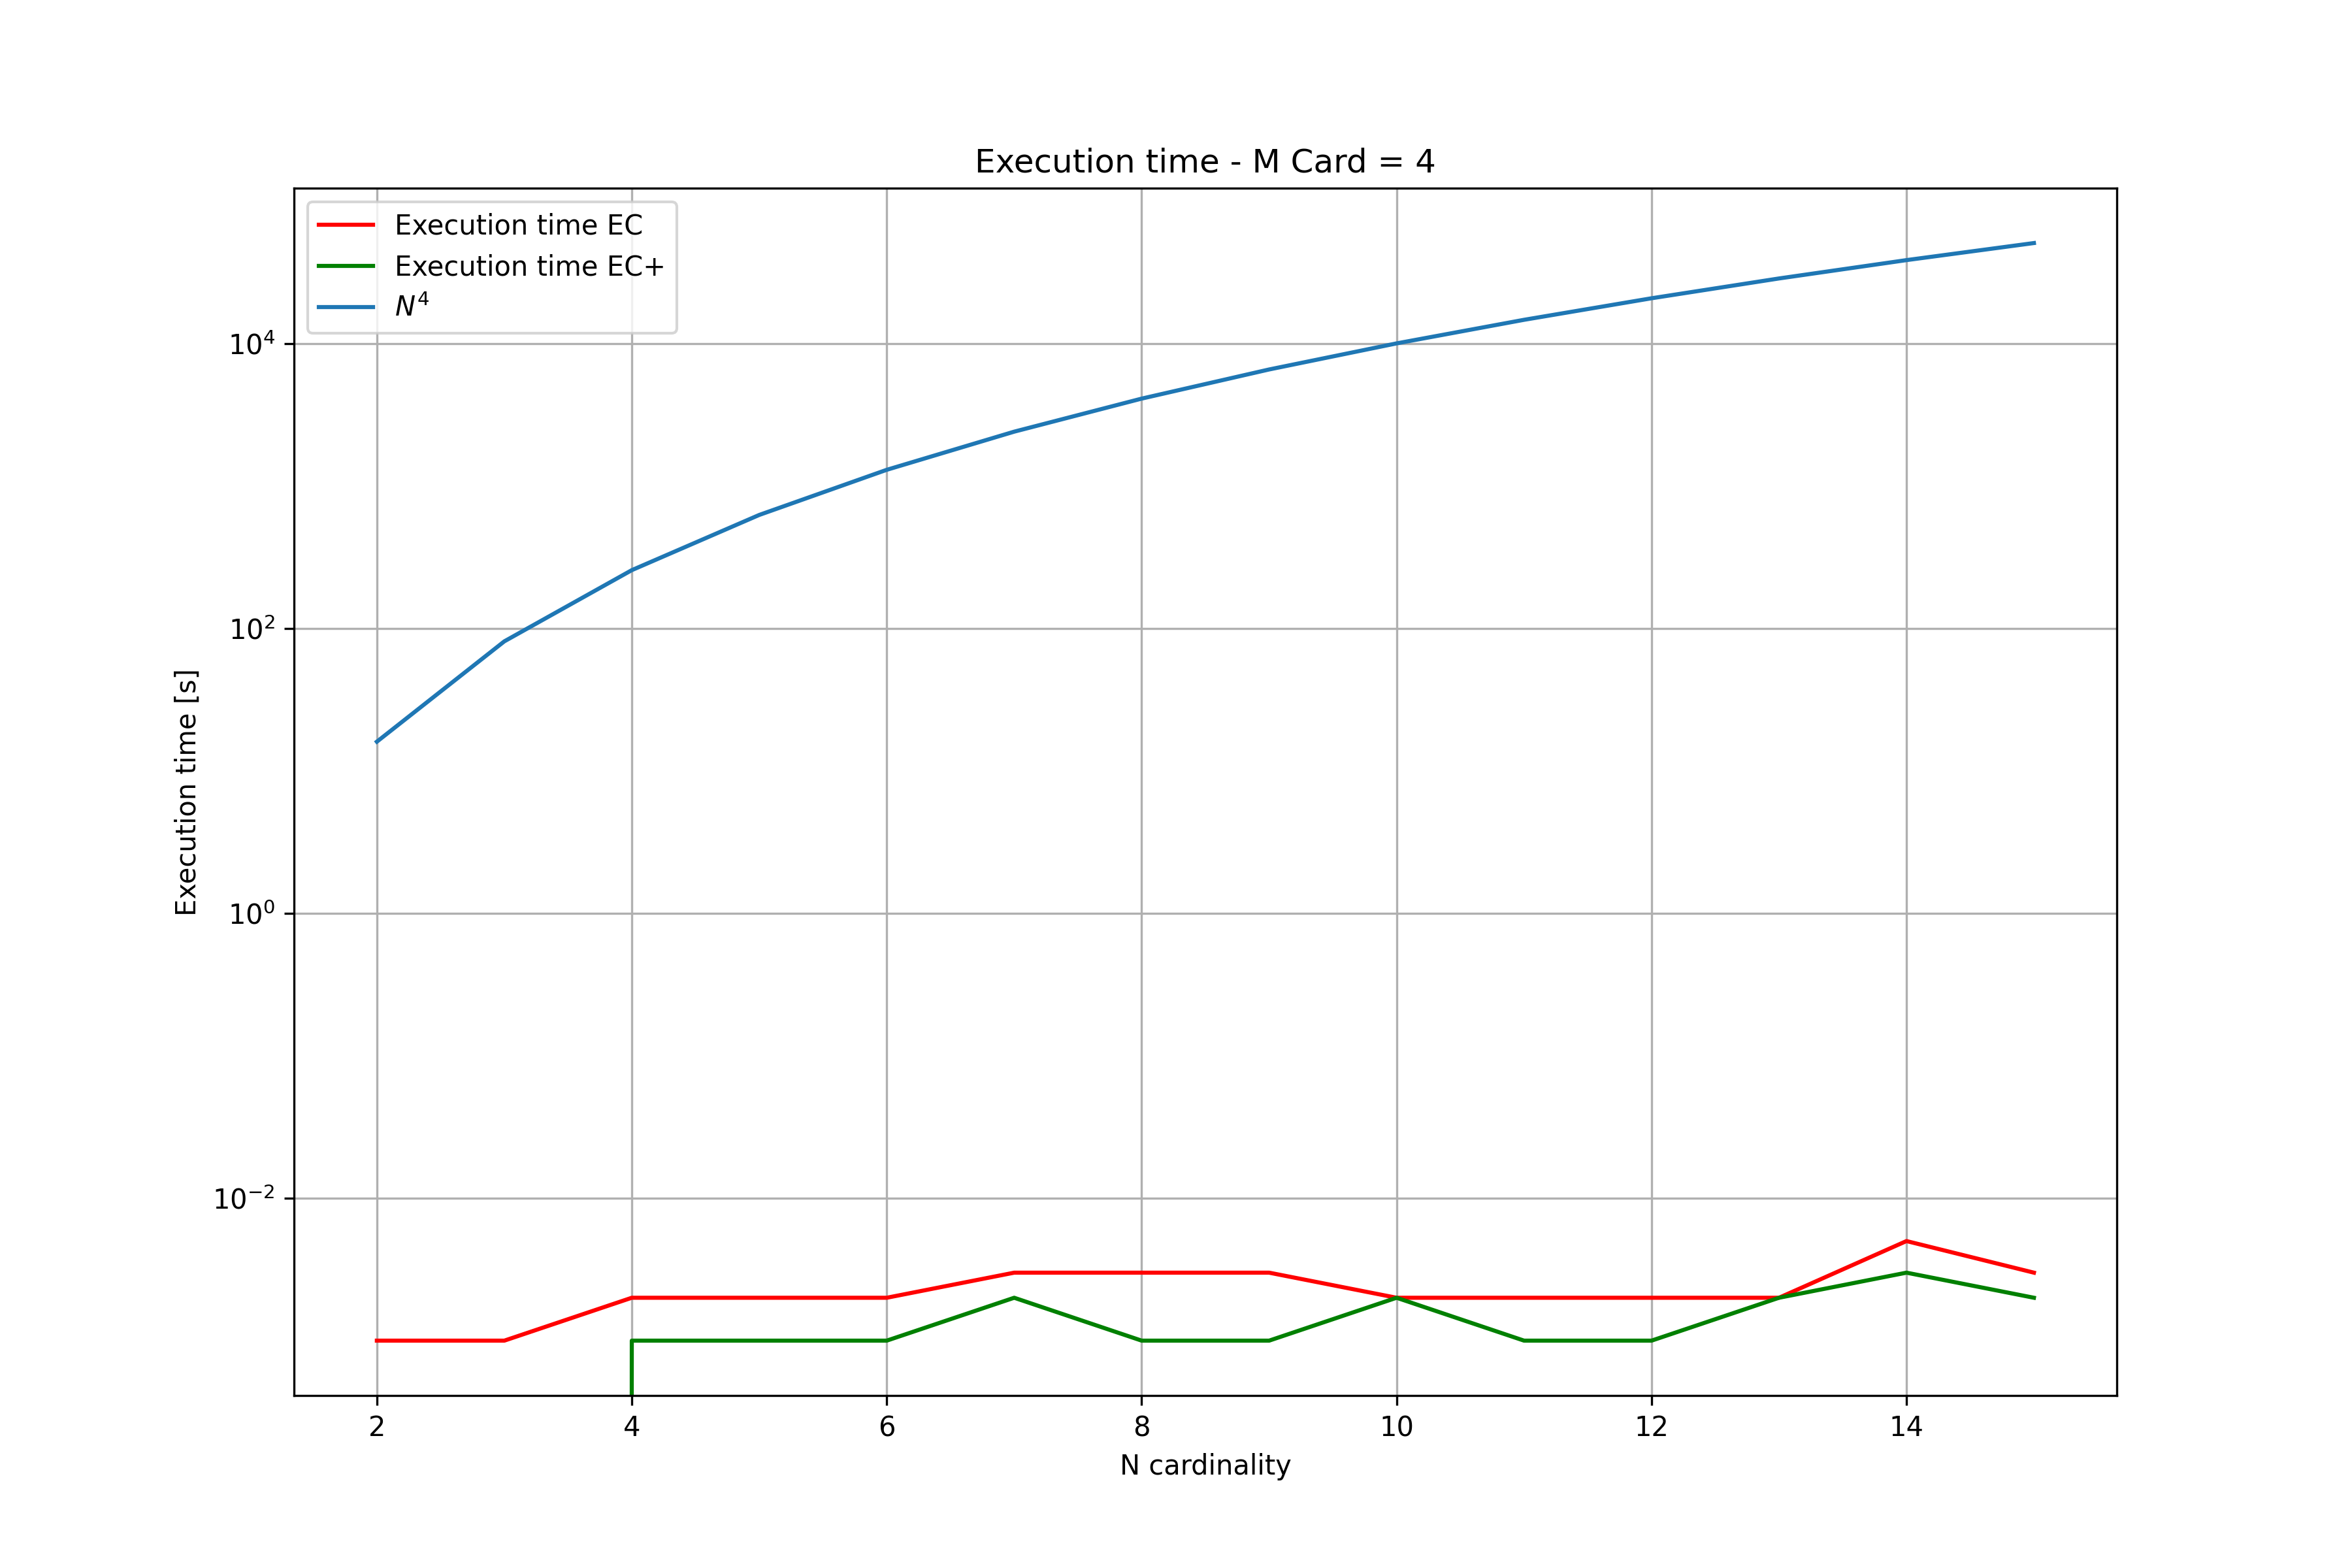 Execution time - M Card = 4
Execution time EC
Execution time EC+
N⁴
10⁴
10²
10⁰
10⁻²
Execution time [s]
2 4 6 8 10 12 14
N cardinality